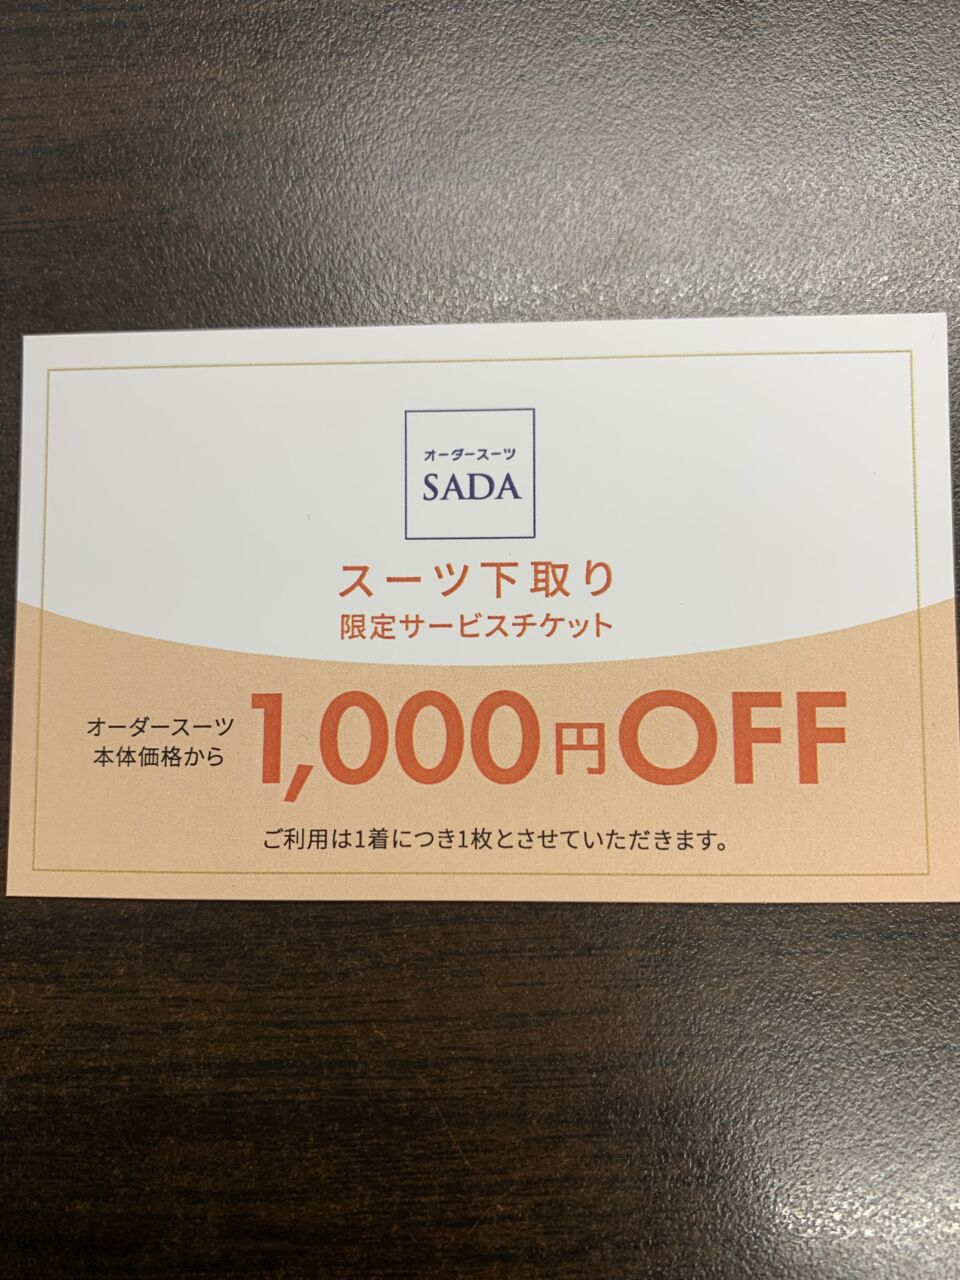 オーダースーツ
SADA
スーツ下取り
限定サービスチケット
オーダースーツ
本体価格から
1,000円OFF
ご利用は1着につき1枚とさせていただきます。